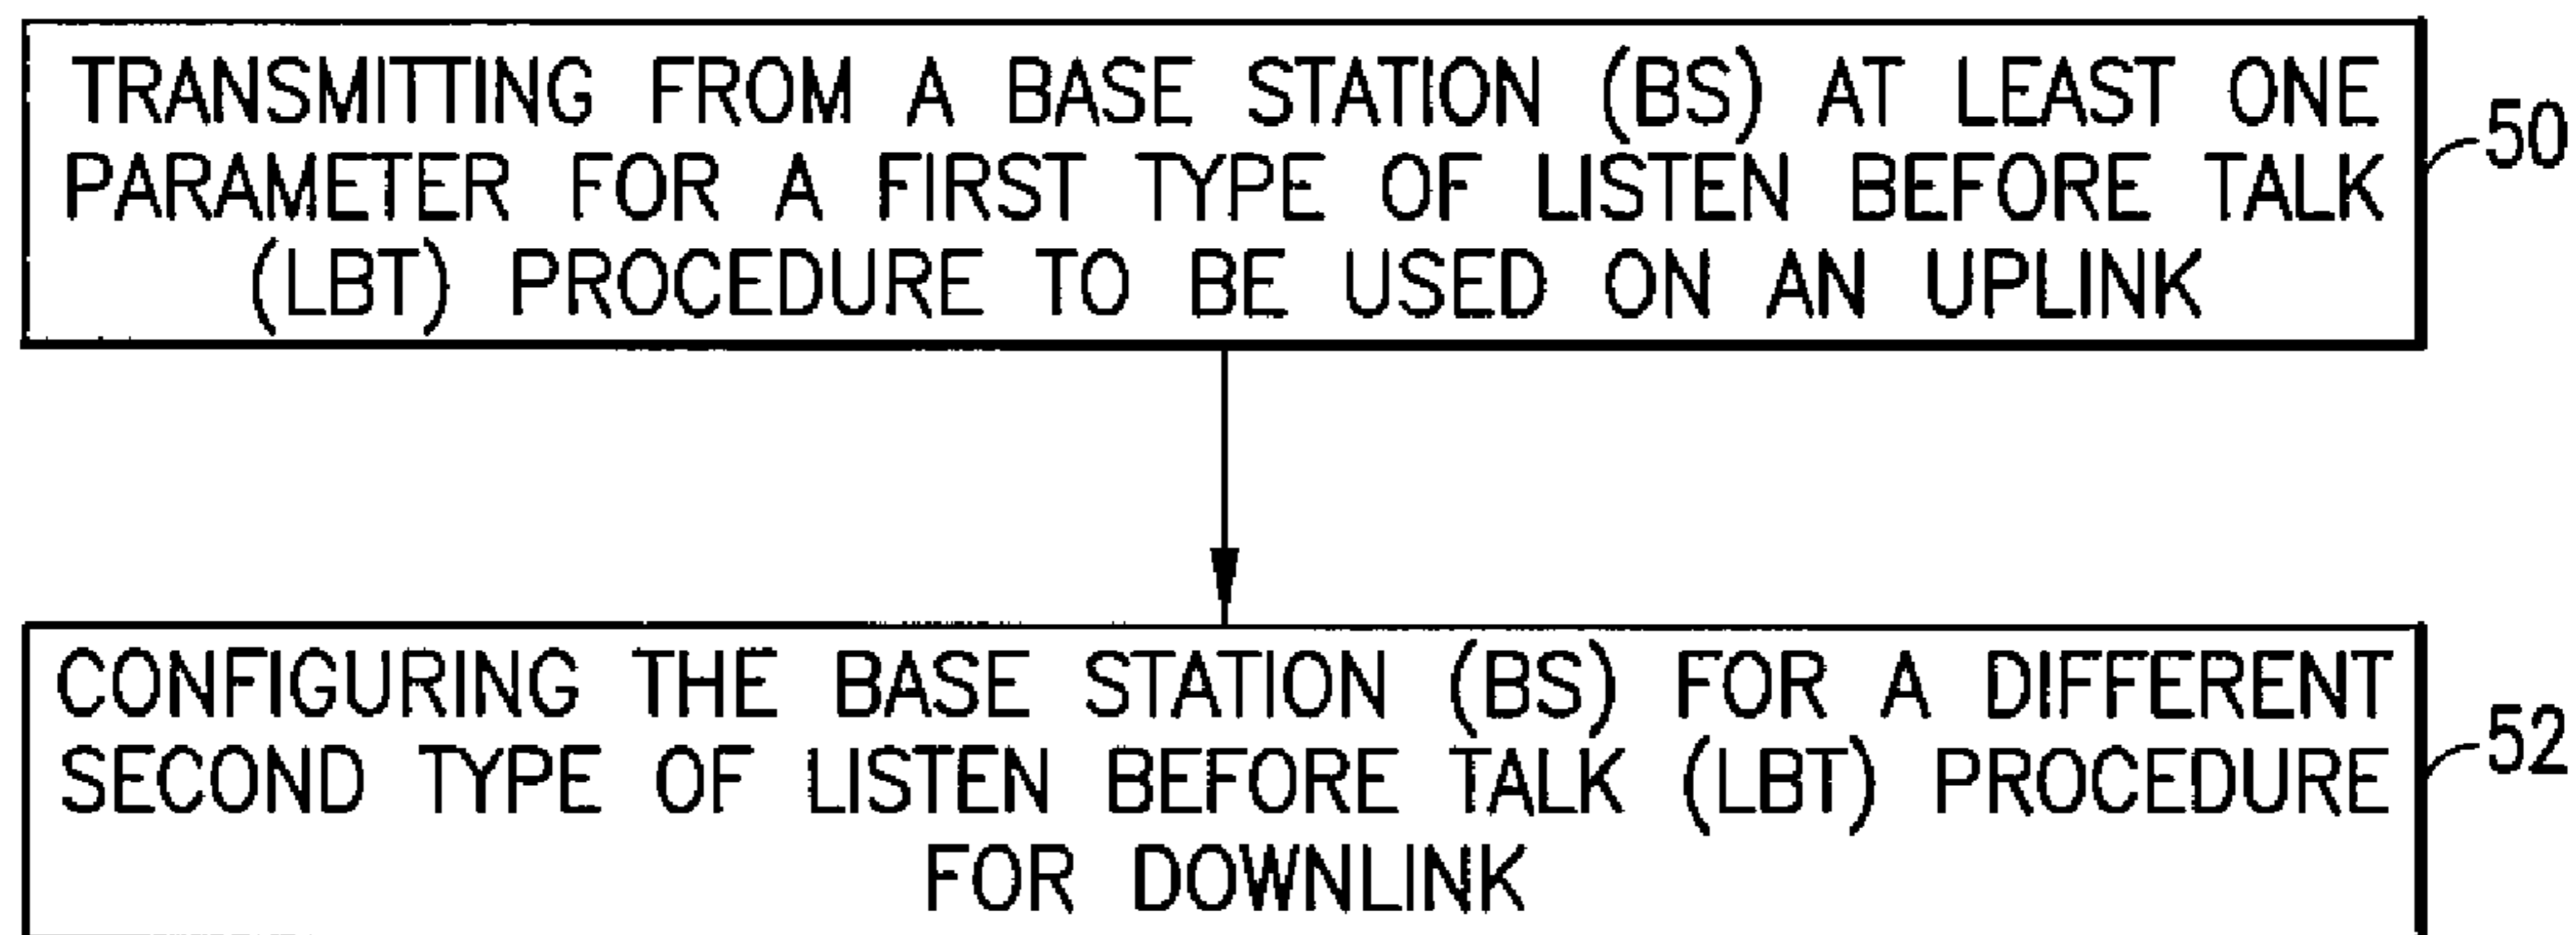 TRANSMITTING FROM A BASE STATION (BS) AT LEAST ONE
PARAMETER FOR A FIRST TYPE OF LISTEN BEFORE TALK
(LBT) PROCEDURE TO BE USED ON AN UPLINK
50
CONFIGURING THE BASE STATION (BS) FOR A DIFFERENT
SECOND TYPE OF LISTEN BEFORE TALK (LBT) PROCEDURE
FOR DOWNLINK
52